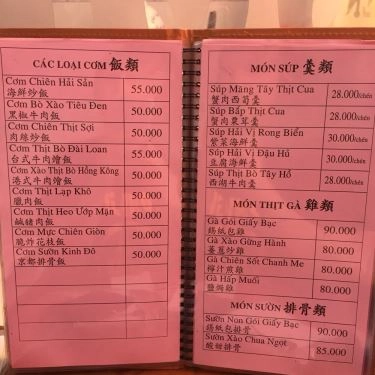 CÁC LOẠI CƠM 飯類
Cơm Chiên Hải Sản 55.000
海鮮炒飯
Cơm Bò Xào Tiêu Đen 50.000
黑椒牛肉飯
Cơm Chiên Thịt Sợi 50.000
肉絲炒飯
Cơm Thịt Bò Đài Loan 55.000
台式牛肉燴飯
Cơm Xào Thịt Bò Hồng Kông 50.000
港式牛肉燴飯
Cơm Thịt Lạp Khô 50.000
臘肉飯
Cơm Thịt Heo Ướp Mặn 50.000
鹹豬肉飯
Cơm Mực Chiên Giòn 50.000
脆炸花枝飯
Cơm Sườn Kinh Đô 50.000
京都排骨飯
MÓN SÚP 羹類
Súp Măng Tây Thịt Cua 28.000/chén
蟹肉西筍羹
Súp Bắp Thịt Cua 28.000/chén
蟹肉粟茸羹
Súp Hải Vị Rong Biển 30.000/chén
紫菜海鮮羹
Súp Hải Vị Đậu Hủ 30.000/chén
豆腐海鮮羹
Súp Thịt Bò Tây Hồ 28.000/chén
西湖牛肉羹
MÓN THỊT GÀ 雞類
Gà Gói Giấy Bạc 90.000
錫紙包雞
Gà Xào Gừng Hành 80.000
薑蔥炒雞
Gà Chiên Sốt Chanh Me 80.000
檸汁煎雞
Gà Hấp Muối 80.000
鹽焗雞
MÓN SƯỜN 排骨類
Sườn Non Gói Giấy Bạc 90.000
錫紙包排骨
Sườn Xào Chua Ngọt 85.000
酸甜排骨